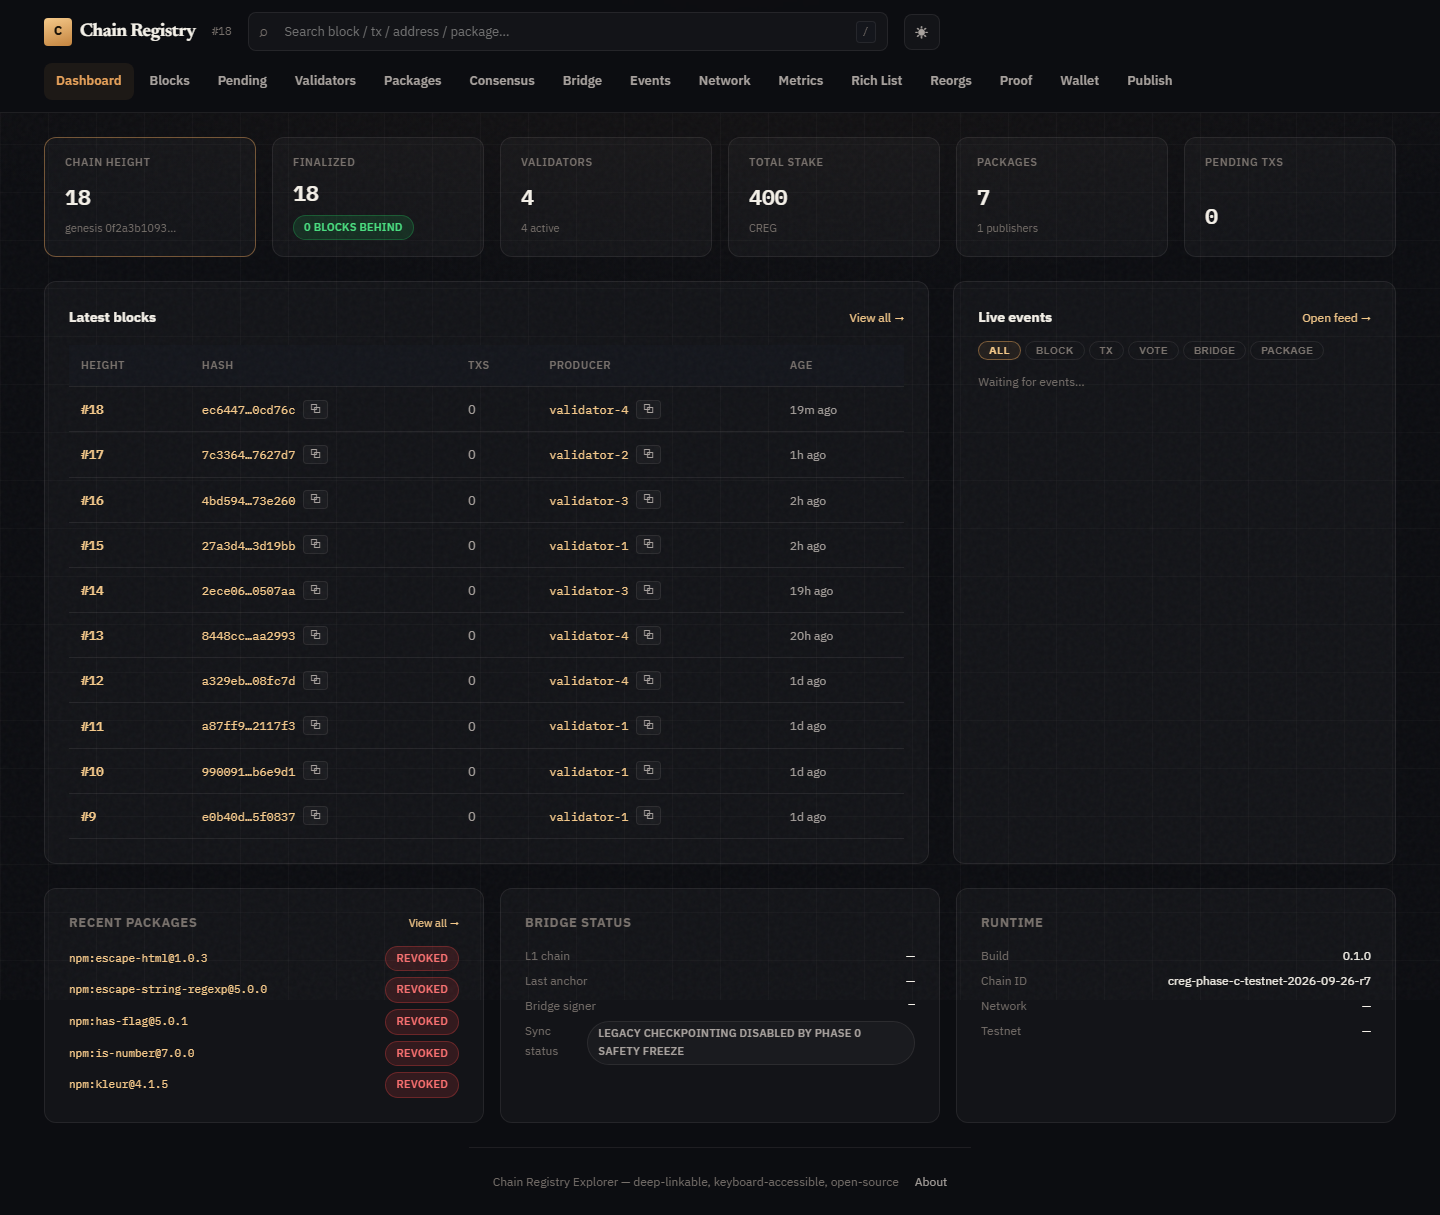 C Chain Registry #18 Search block / tx / address / package... /
Dashboard Blocks Pending Validators Packages Consensus Bridge Events Network Metrics Rich List Reorgs Proof Wallet Publish
CHAIN HEIGHT
18
genesis 0f2a3b1093...
FINALIZED
18
0 BLOCKS BEHIND
VALIDATORS
4
4 active
TOTAL STAKE
400
CREG
PACKAGES
7
1 publishers
PENDING TXS
0
Latest blocks View all →
HEIGHT HASH TXS PRODUCER AGE
#18 ec6447…0cd76c 0 validator-4 19m ago
#17 7c3364…7627d7 0 validator-2 1h ago
#16 4bd594…73e260 0 validator-3 2h ago
#15 27a3d4…3d19bb 0 validator-1 2h ago
#14 2ece06…0507aa 0 validator-3 19h ago
#13 8448cc…aa2993 0 validator-4 20h ago
#12 a329eb…08fc7d 0 validator-4 1d ago
#11 a87ff9…2117f3 0 validator-1 1d ago
#10 990091…b6e9d1 0 validator-1 1d ago
#9 e0b40d…5f0837 0 validator-1 1d ago
Live events Open feed →
ALL BLOCK TX VOTE BRIDGE PACKAGE
Waiting for events...
RECENT PACKAGES View all →
npm:escape-html@1.0.3 REVOKED
npm:escape-string-regexp@5.0.0 REVOKED
npm:has-flag@5.0.1 REVOKED
npm:is-number@7.0.0 REVOKED
npm:kleur@4.1.5 REVOKED
BRIDGE STATUS
L1 chain —
Last anchor —
Bridge signer —
Sync status LEGACY CHECKPOINTING DISABLED BY PHASE 0
SAFETY FREEZE
RUNTIME
Build 0.1.0
Chain ID creg-phase-c-testnet-2026-09-26-r7
Network —
Testnet —
Chain Registry Explorer — deep-linkable, keyboard-accessible, open-source About